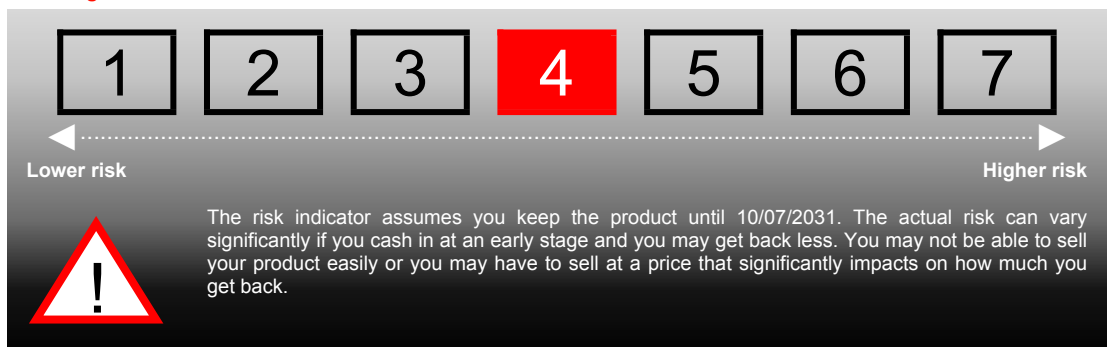 1 2 3 4 5 6 7
Lower risk Higher risk
The risk indicator assumes you keep the product until 10/07/2031. The actual risk can vary
significantly if you cash in at an early stage and you may get back less. You may not be able to sell
your product easily or you may have to sell at a price that significantly impacts on how much you
get back.
!